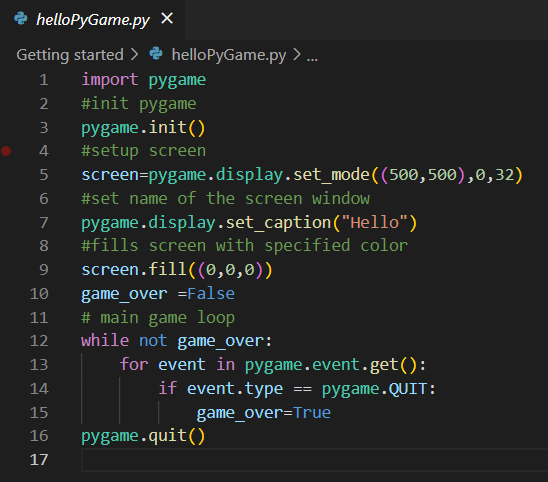 helloPyGame.py ×
Getting started > helloPyGame.py > ...
1 import pygame
2 #init pygame
3 pygame.init()
4 #setup screen
5 screen=pygame.display.set_mode((500,500),0,32)
6 #set name of the screen window
7 pygame.display.set_caption("Hello")
8 #fills screen with specified color
9 screen.fill((0,0,0))
10 game_over =False
11 # main game loop
12 while not game_over:
13     for event in pygame.event.get():
14         if event.type == pygame.QUIT:
15             game_over=True
16 pygame.quit()
17